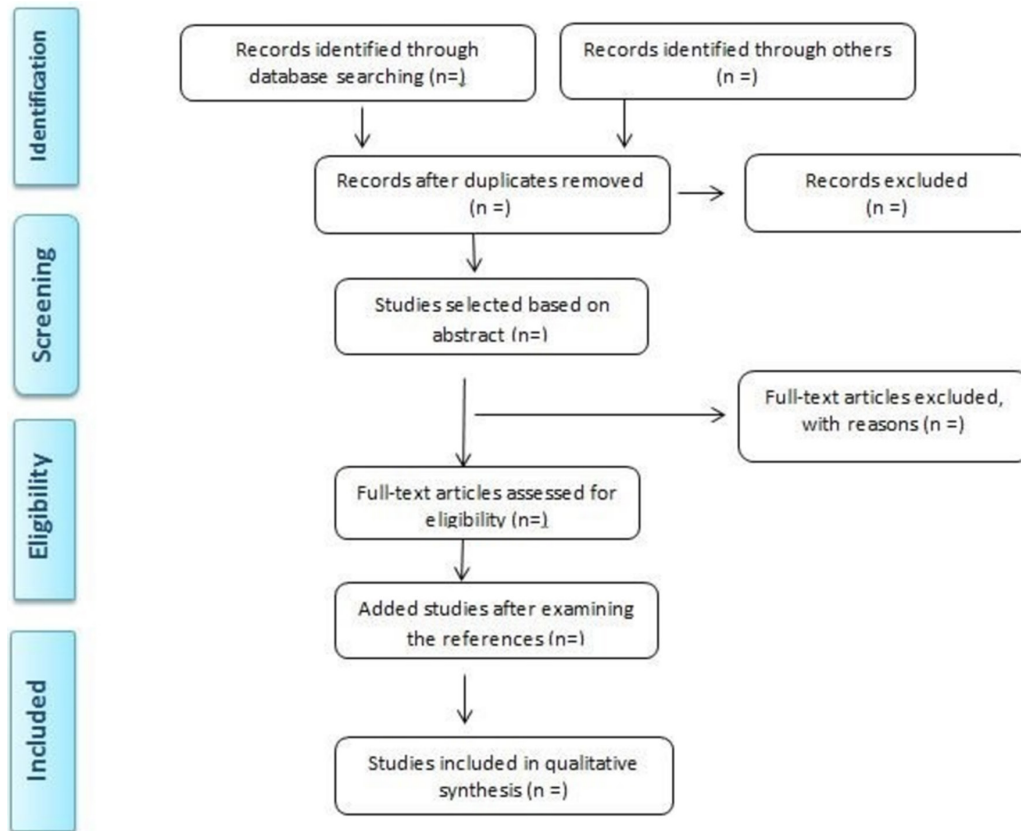 Identification
Records identified through
database searching (n=)
Records identified through others
(n =)
Records after duplicates removed
(n =)
Records excluded
(n =)
Screening
Studies selected based on
abstract (n=)
Full-text articles excluded,
with reasons (n =)
Eligibility
Full-text articles assessed for
eligibility (n=)
Added studies after examining
the references (n=)
Included
Studies included in qualitative
synthesis (n =)